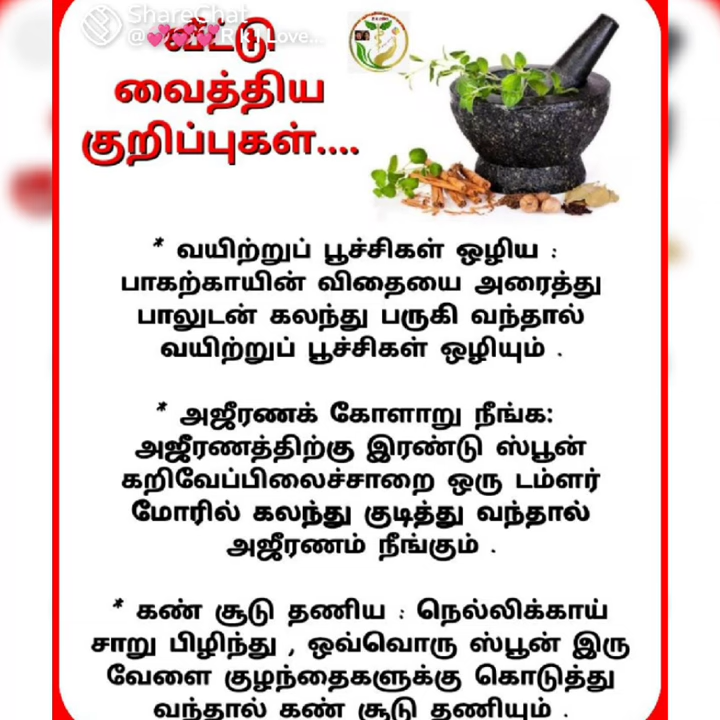 ShareChat
வீட்டு
வைத்திய
குறிப்புகள்....
* வயிற்றுப் பூச்சிகள் ஒழிய :
பாகற்காயின் விதையை அரைத்து
பாலுடன் கலந்து பருகி வந்தால்
வயிற்றுப் பூச்சிகள் ஒழியும் .
* அஜீரணக் கோளாறு நீங்க:
அஜீரணத்திற்கு இரண்டு ஸ்பூன்
கறிவேப்பிலைச்சாறை ஒரு டம்ளர்
மோரில் கலந்து குடித்து வந்தால்
அஜீரணம் நீங்கும் .
* கண் சூடு தணிய : நெல்லிக்காய்
சாறு பிழிந்து , ஒவ்வொரு ஸ்பூன் இரு
வேளை குழந்தைகளுக்கு கொடுத்து
வந்தால் கண் சூடு தணியும் .